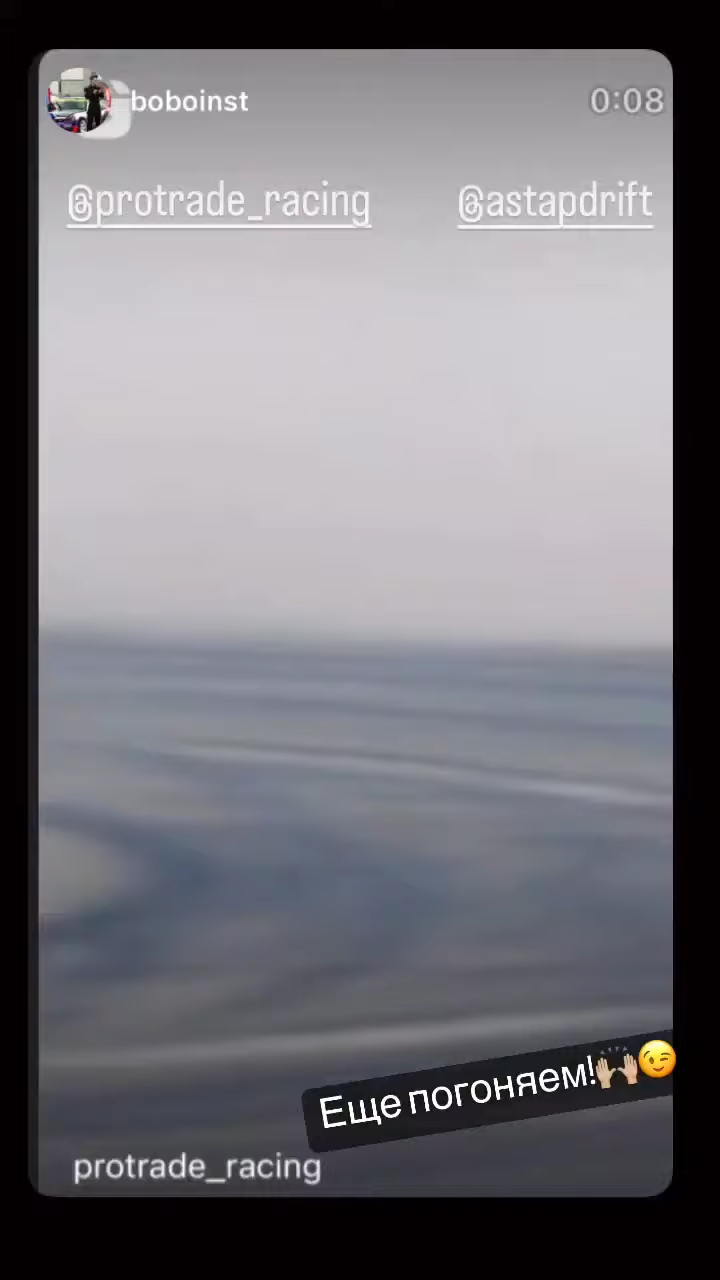 boboinst
0:08
@protrade_racing @astapdrift
Еще погоняем!🙌🏼😉
protrade_racing